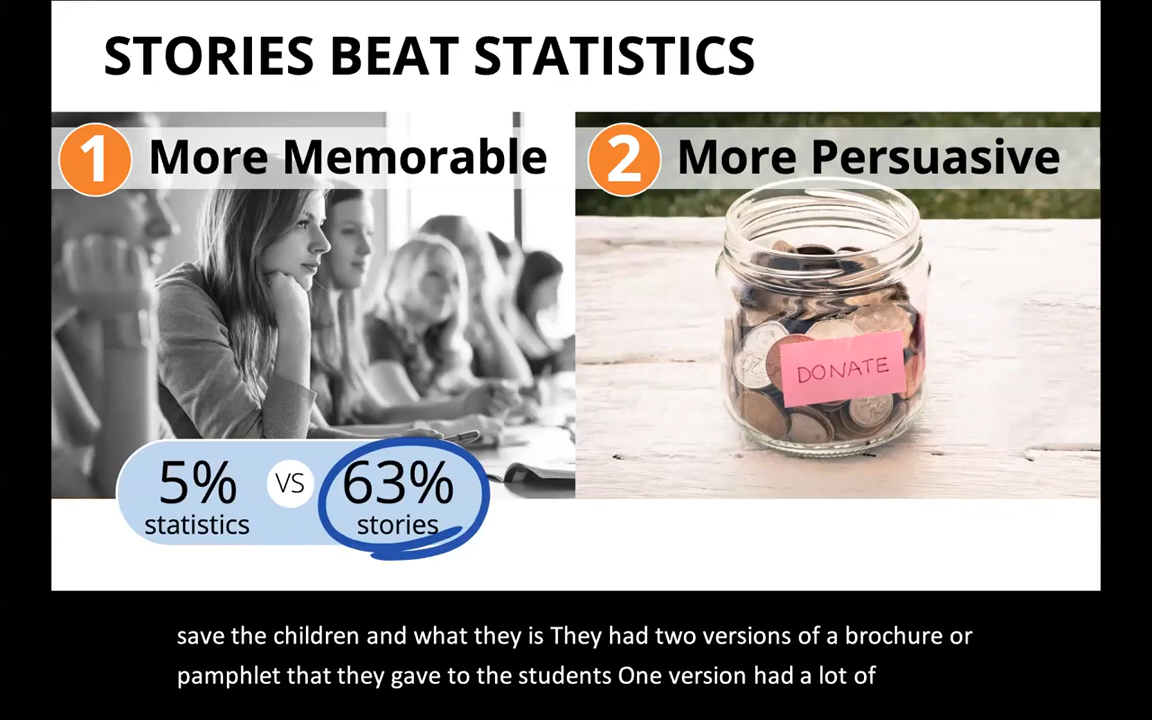 STORIES BEAT STATISTICS
1 More Memorable
2 More Persuasive
DONATE
5% VS 63%
statistics stories
save the children and what they is They had two versions of a brochure or
pamphlet that they gave to the students One version had a lot of